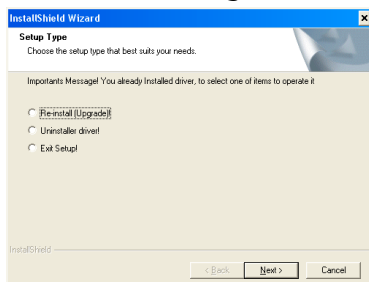 InstallShield Wizard
Setup Type
Choose the setup type that best suits your needs.
Importants Message! You already Installed driver, to select one of items to operate it
Re-install (Upgrade)!
Uninstaller driver!
Exit Setup!
InstallShield
< Back Next > Cancel